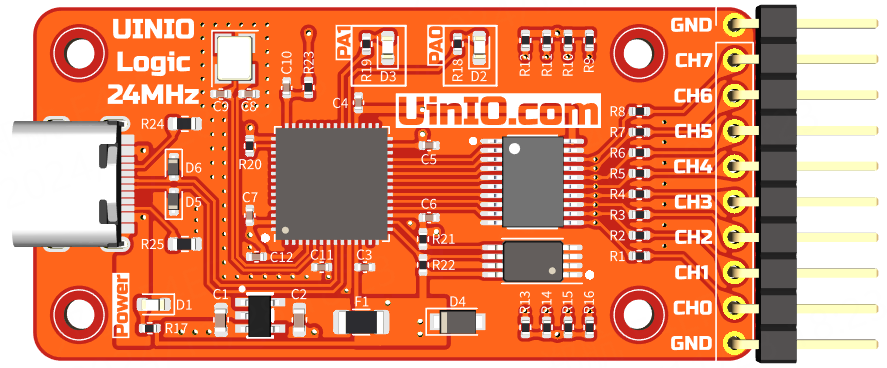 UINIO
Logic
24MHz
UinIO.com
PA1
PA0
Power
GND
CH7
CH6
CH5
CH4
CH3
CH2
CH1
CH0
GND
C10
R23
R19
D3
R18
D2
R12
R10
R9
C9
C8
C4
R24
R20
C5
R8
R7
R6
R5
R4
R3
R2
R1
D6
D5
C7
C6
R25
R21
R22
C12
C11
C3
D1
R17
C1
C2
F1
D4
R13
R14
R15
R16